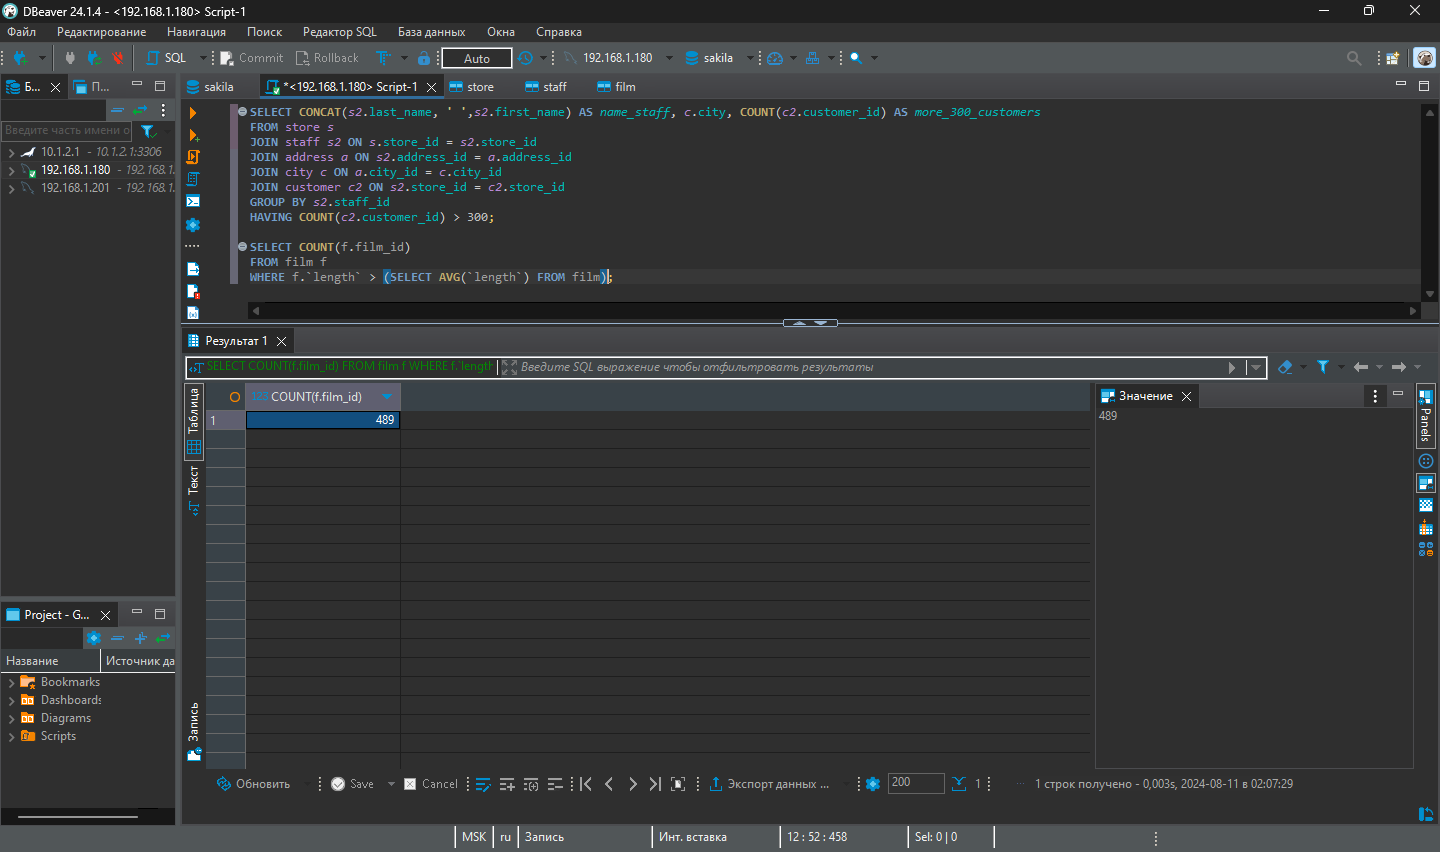 DBeaver 24.1.4 - <192.168.1.180> Script-1
Файл Редактирование Навигация Поиск Редактор SQL База данных Окна Справка
SQL Commit Rollback Auto 192.168.1.180 sakila
Б... П... sakila *<192.168.1.180> Script-1 store staff film
Введите часть имени о
10.1.2.1 - 10.1.2.1:3306
192.168.1.180 - 192.168.1.
192.168.1.201 - 192.168.1.
SELECT CONCAT(s2.last_name, ' ',s2.first_name) AS name_staff, c.city, COUNT(c2.customer_id) AS more_300_customers
FROM store s
JOIN staff s2 ON s.store_id = s2.store_id
JOIN address a ON s2.address_id = a.address_id
JOIN city c ON a.city_id = c.city_id
JOIN customer c2 ON s2.store_id = c2.store_id
GROUP BY s2.staff_id
HAVING COUNT(c2.customer_id) > 300;
SELECT COUNT(f.film_id)
FROM film f
WHERE f.`length` > (SELECT AVG(`length`) FROM film);
Результат 1
SELECT COUNT(f.film_id) FROM film f WHERE f.`length Введите SQL выражение чтобы отфильтровать результаты
Таблица
Текст
Запись
123 COUNT(f.film_id)
1 489
Значение
489
Panels
Project - G...
Название Источник да
Bookmarks
Dashboards
Diagrams
Scripts
Обновить Save Cancel Экспорт данных ... 200 1 ... 1 строк получено - 0,003s, 2024-08-11 в 02:07:29
MSK ru Запись Инт. вставка 12 : 52 : 458 Sel: 0 | 0